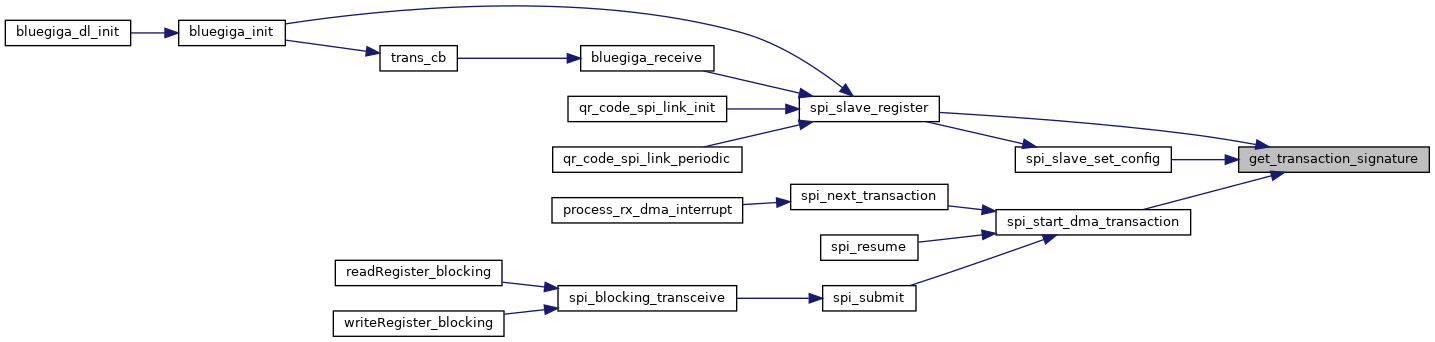 bluegiga_dl_init
bluegiga_init
trans_cb
bluegiga_receive
spi_slave_register
qr_code_spi_link_init
qr_code_spi_link_periodic
spi_slave_set_config
get_transaction_signature
process_rx_dma_interrupt
spi_next_transaction
spi_start_dma_transaction
spi_resume
readRegister_blocking
spi_blocking_transceive
spi_submit
writeRegister_blocking